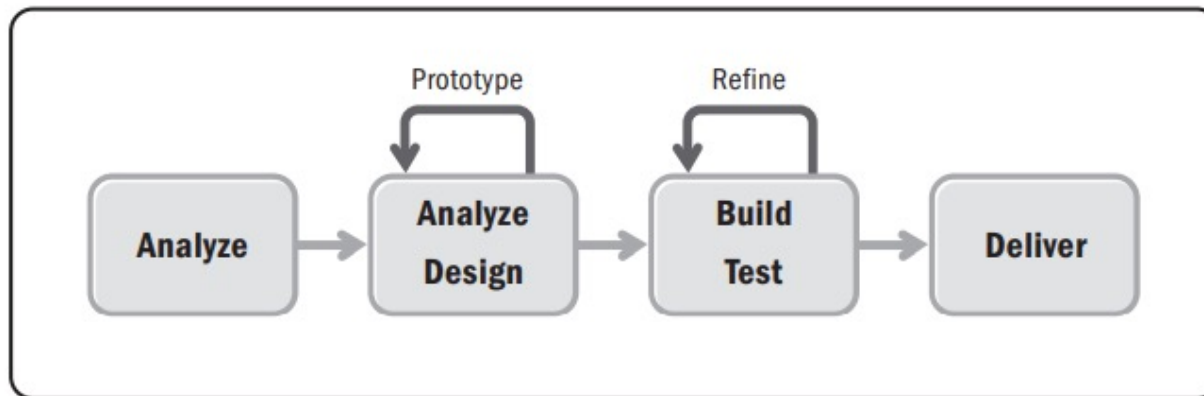 Prototype
Refine
Analyze
Analyze
Design
Build
Test
Deliver